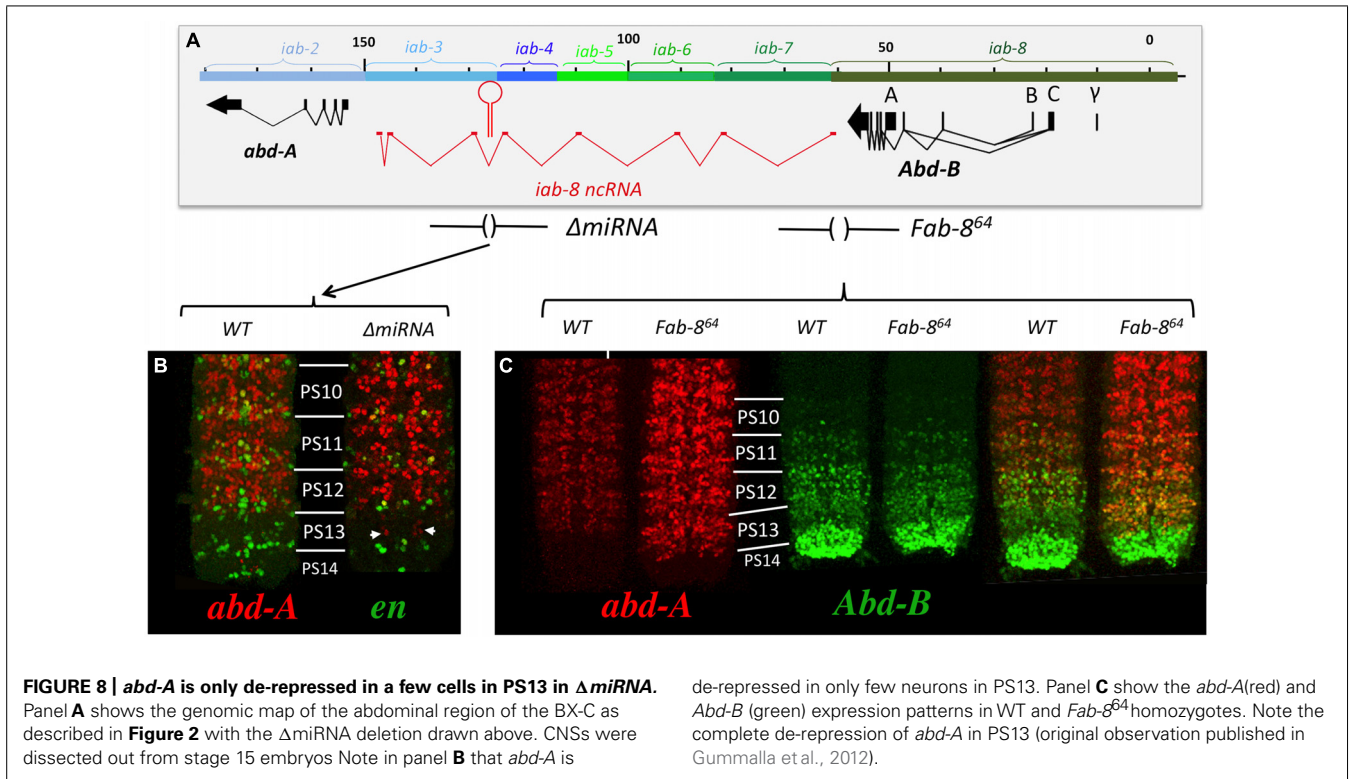 A
iab-2 150 iab-3 iab-4 iab-5 100 iab-6 iab-7 50 iab-8 0
A B C γ
abd-A
Abd-B
iab-8 ncRNA
ΔmiRNA
Fab-8⁶⁴
WT ΔmiRNA
WT Fab-8⁶⁴ WT Fab-8⁶⁴ WT Fab-8⁶⁴
B
PS10
PS11
PS12
PS13
PS14
abd-A en
C
PS10
PS11
PS12
PS13
PS14
abd-A Abd-B
FIGURE 8 | abd-A is only de-repressed in a few cells in PS13 in ΔmiRNA.
Panel A shows the genomic map of the abdominal region of the BX-C as
described in Figure 2 with the ΔmiRNA deletion drawn above. CNSs were
dissected out from stage 15 embryos Note in panel B that abd-A is
de-repressed in only few neurons in PS13. Panel C show the abd-A(red) and
Abd-B (green) expression patterns in WT and Fab-8⁶⁴ homozygotes. Note the
complete de-repression of abd-A in PS13 (original observation published in
Gummalla et al., 2012).